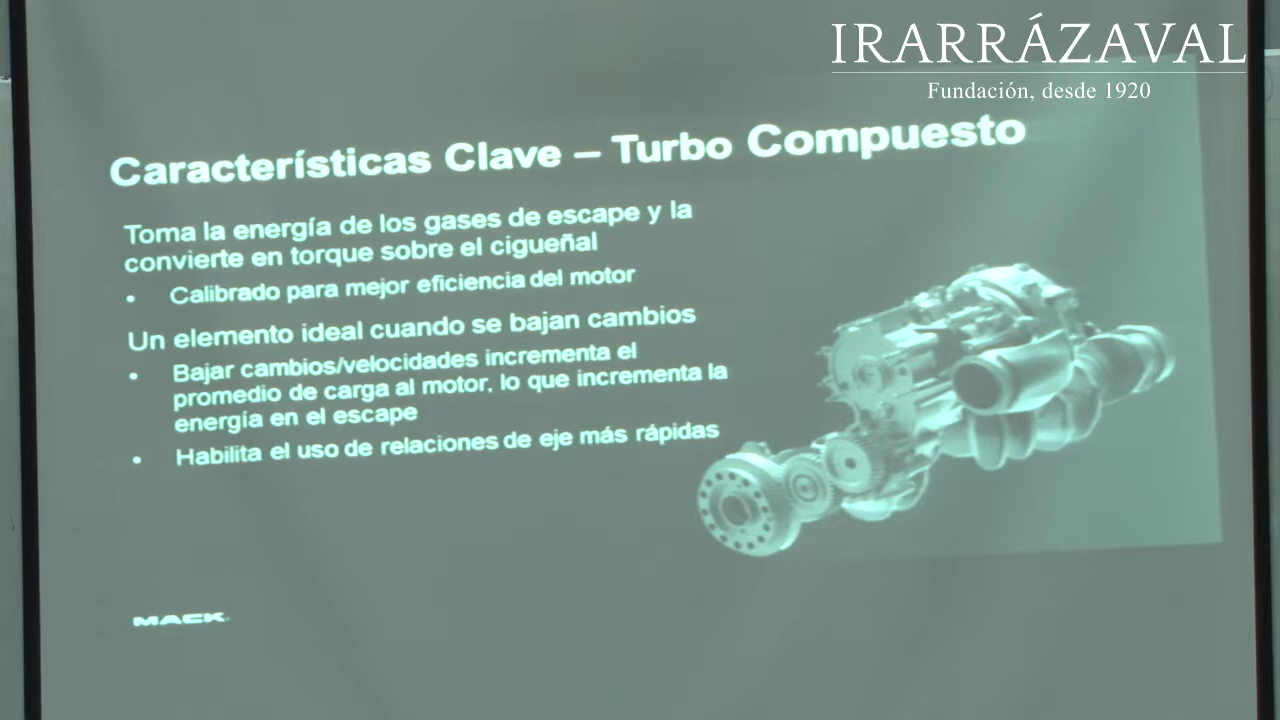 IRARRÁZAVAL
Fundación, desde 1920
Características Clave – Turbo Compuesto
Toma la energía de los gases de escape y la
convierte en torque sobre el cigueñal
• Calibrado para mejor eficiencia del motor
Un elemento ideal cuando se bajan cambios
• Bajar cambios/velocidades incrementa el
promedio de carga al motor, lo que incrementa la
energía en el escape
• Habilita el uso de relaciones de eje más rápidas
MACK